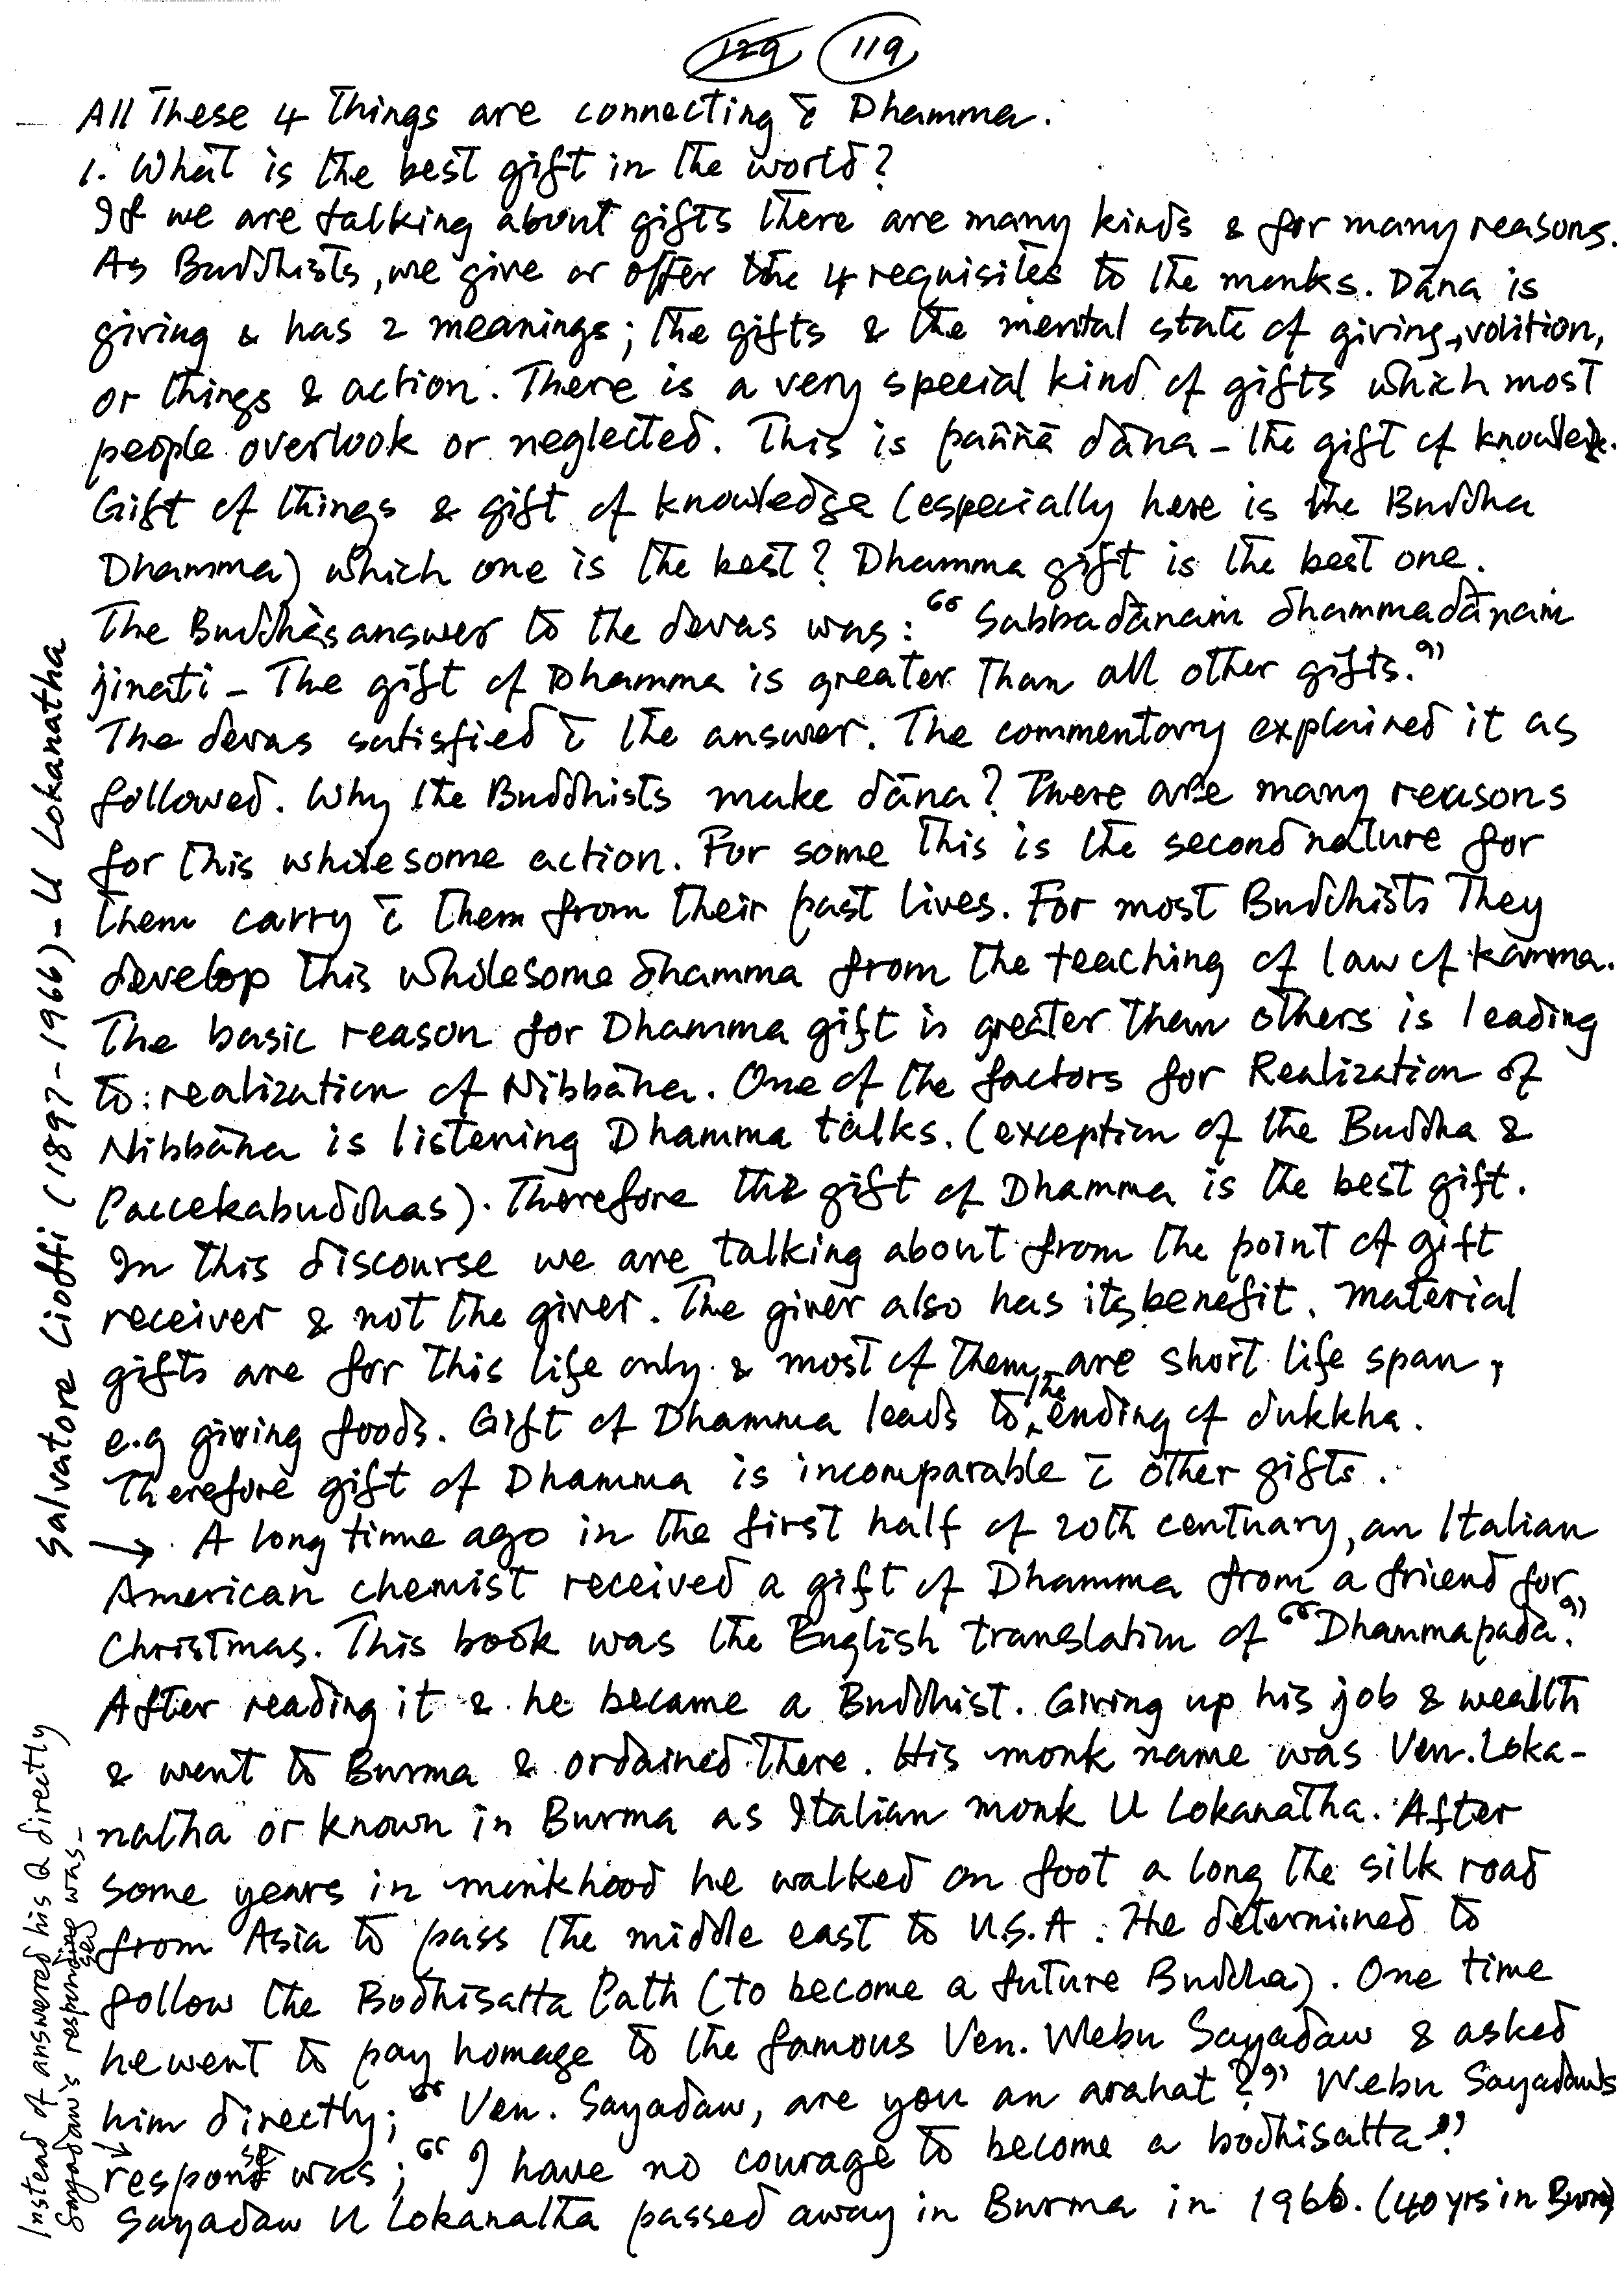 129 119
All These 4 Things are connecting c̄ Dhamma.
1. What is the best gift in the world?
If we are talking about gifts there are many kinds & for many reasons.
As Buddhists, we give or offer the 4 requisites to the monks. Dāna is
giving & has 2 meanings; the gifts & the mental state of giving, volition,
or things & action. There is a very special kind of gifts which most
people overlook or neglected. This is paññā dāna – the gift of knowledge.
Gift of things & gift of knowledge (especially here is the Buddha
Dhamma) which one is the best? Dhamma gift is the best one.
The Buddha's answer to the devas was: “Sabbadānaṁ dhammadānaṁ
jinati – The gift of Dhamma is greater than all other gifts.”
The devas satisfied c̄ the answer. The commentary explained it as
followed. Why the Buddhists make dāna? There are many reasons
for this wholesome action. For some this is the second nature for
them carry c̄ them from their past lives. For most Buddhists they
develop this wholesome dhamma from the teaching of law of kamma.
The basic reason for Dhamma gift is greater them others is leading
to realization of Nibbāna. One of the factors for Realization of
Nibbāna is listening Dhamma talks. (exception of the Buddha &
Paccekabuddhas). Therefore the gift of Dhamma is the best gift.
In this discourse we are talking about from the point of gift
receiver & not the giver. The giver also has its benefit. Material
gifts are for this life only & most of them are short life span,
e.g giving foods. Gift of Dhamma leads to the ending of dukkha.
Therefore gift of Dhamma is incomparable c̄ other gifts.
→ A long time ago in the first half of 20th centuary, an Italian
American chemist received a gift of Dhamma from a friend for
Christmas. This book was the English translation of “Dhammapada.”
After reading it & he became a Buddhist. Giving up his job & wealth
& went to Burma & ordained there. His monk name was Ven. Loka-
natha or known in Burma as Italian monk U Lokanatha. After
some years in monkhood he walked on foot a long the silk road
from Asia to pass the middle east to U.S.A. He determined to
follow the Bodhisatta Path (to become a future Buddha). One time
he went to pay homage to the famous Ven. Webu Sayadaw & asked
him directly; “Ven. Sayadaw, are you an arahat?” Webu Sayadaw's
response was; “I have no courage to become a bodhisatta”
Sayadaw U Lokanatha passed away in Burma in 1966. (40 yrs in Burma)
Salvatore Cioffi (1897-1966) - U Lokanatha
Instead of answered his Q directly
Sayadaw's responding was –